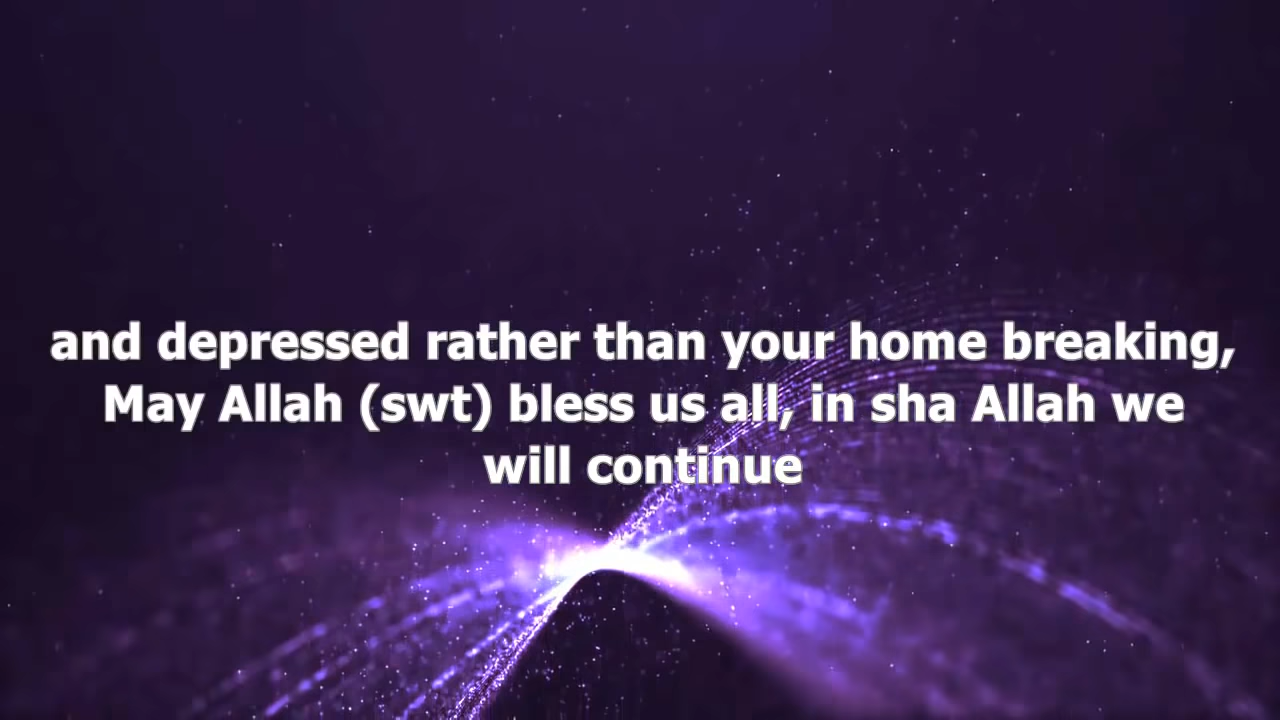 and depressed rather than your home breaking,
May Allah (swt) bless us all, in sha Allah we
will continue